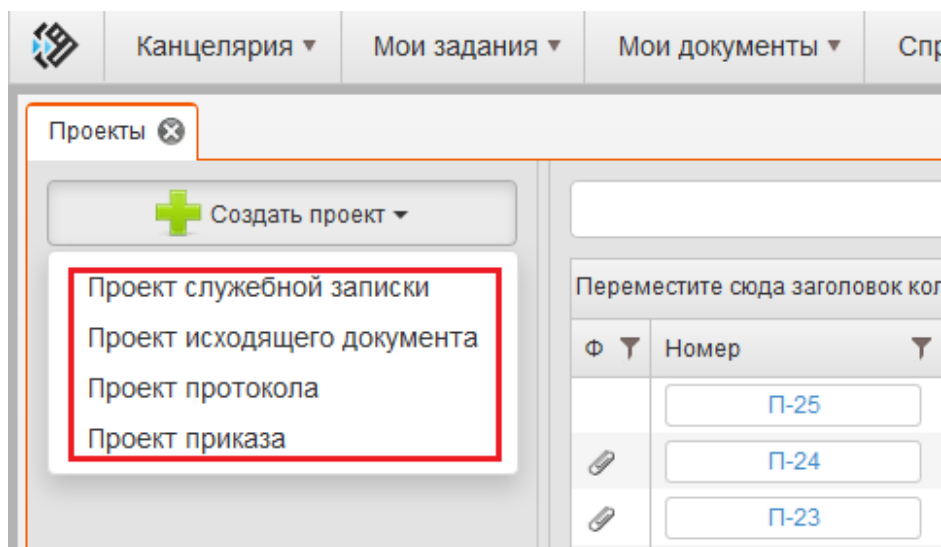 Канцелярия Мои задания Мои документы
Проекты
Создать проект
Проект служебной записки
Проект исходящего документа
Проект протокола
Проект приказа
Переместите сюда заголовок
Ф Номер
П-25
П-24
П-23